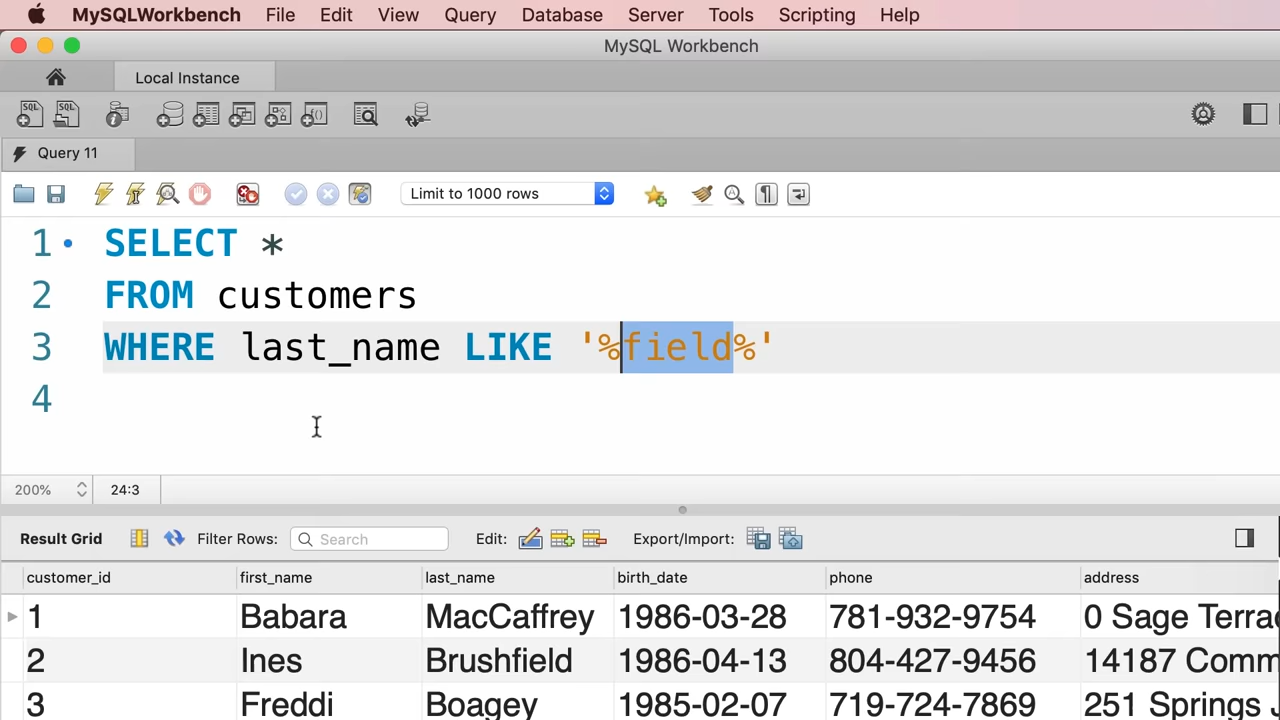 MySQLWorkbench File Edit View Query Database Server Tools Scripting Help
MySQL Workbench
Local Instance
SQL SQL
Query 11
Limit to 1000 rows
1 SELECT *
2 FROM customers
3 WHERE last_name LIKE '%field%'
4
200% 24:3
Result Grid Filter Rows: Search Edit: Export/Import:
customer_id first_name last_name birth_date phone address
1 Babara MacCaffrey 1986-03-28 781-932-9754 0 Sage Terrac
2 Ines Brushfield 1986-04-13 804-427-9456 14187 Comm
3 Freddi Boagey 1985-02-07 719-724-7869 251 Springs J